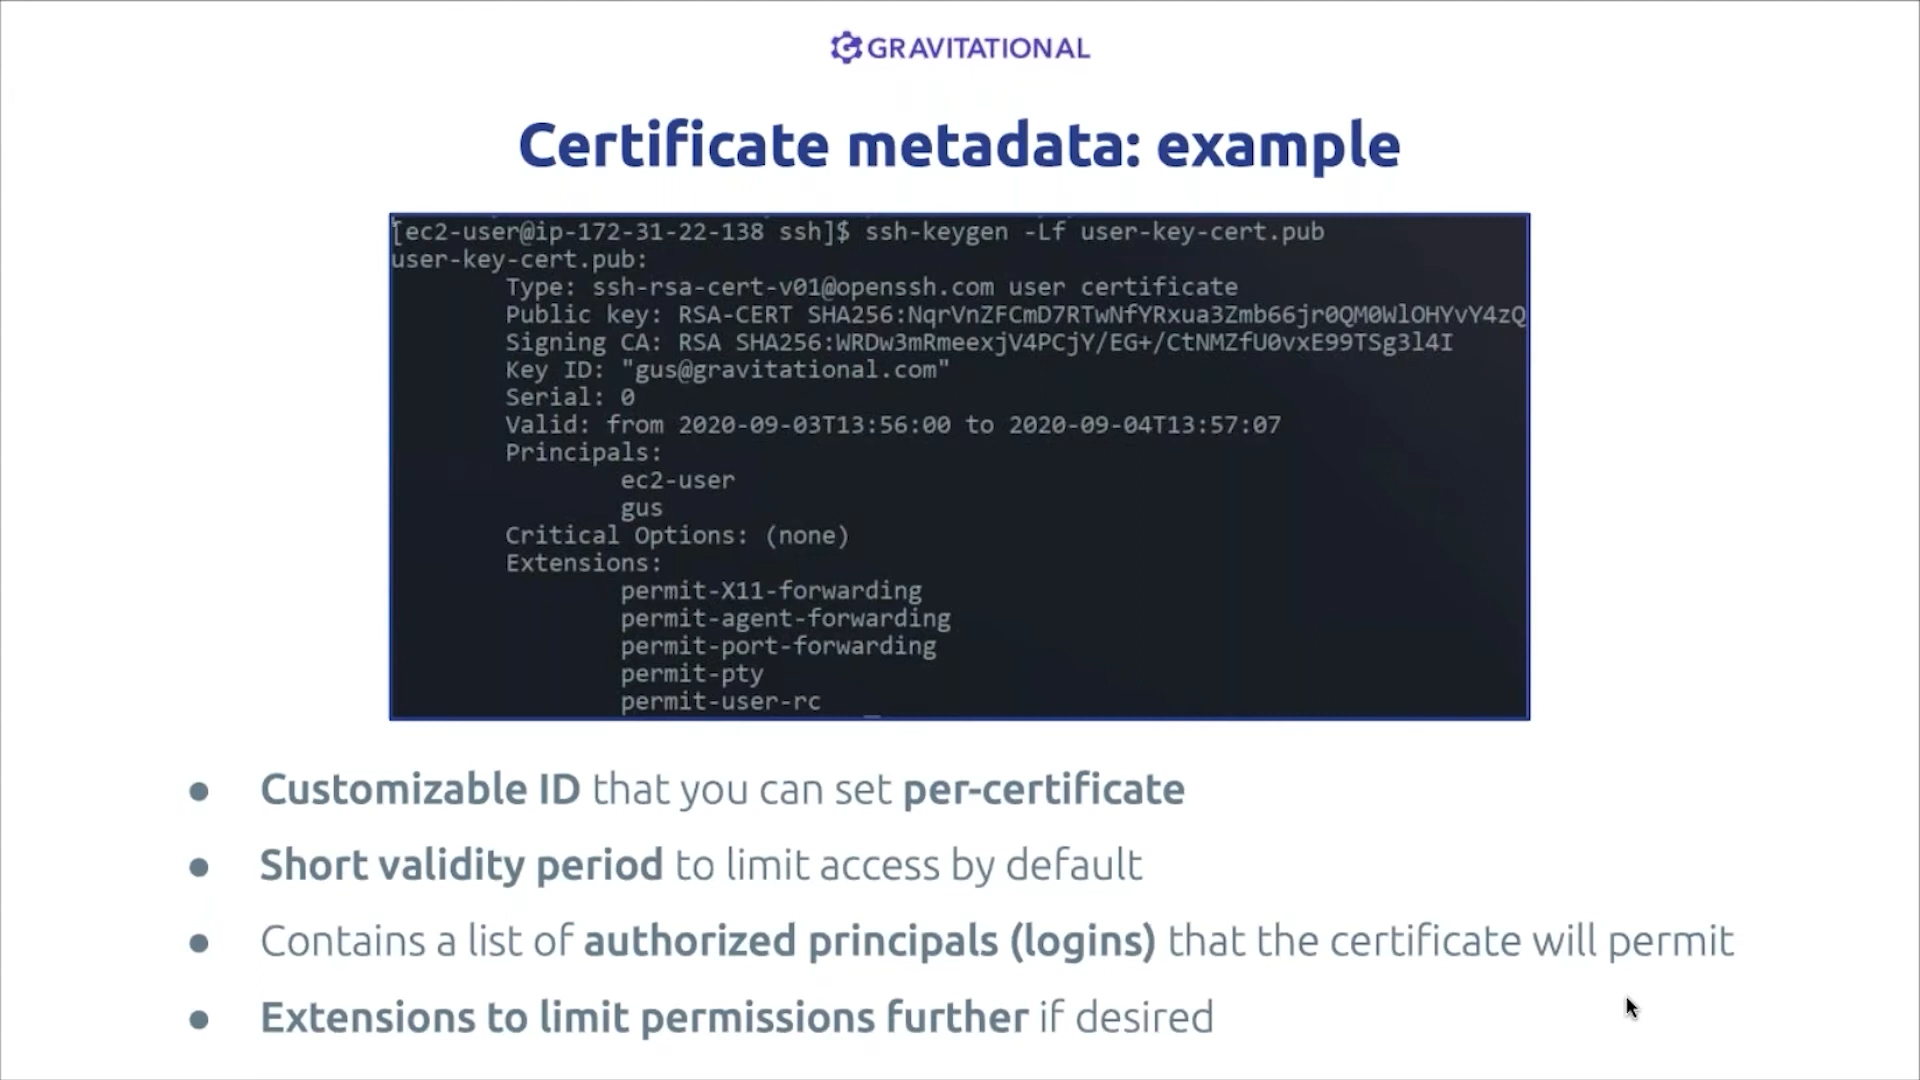 GRAVITATIONAL
Certificate metadata: example
[ec2-user@ip-172-31-22-138 ssh]$ ssh-keygen -Lf user-key-cert.pub
user-key-cert.pub:
Type: ssh-rsa-cert-v01@openssh.com user certificate
Public key: RSA-CERT SHA256:NqrVnZFCmD7RTwNfYRxua3Zmb66jr0QM0WlOHYvY4zQ
Signing CA: RSA SHA256:WRDw3mRmeexjV4PCjY/EG+/CtNMZfU0vxE99TSg3l4I
Key ID: "gus@gravitational.com"
Serial: 0
Valid: from 2020-09-03T13:56:00 to 2020-09-04T13:57:07
Principals:
ec2-user
gus
Critical Options: (none)
Extensions:
permit-X11-forwarding
permit-agent-forwarding
permit-port-forwarding
permit-pty
permit-user-rc
● Customizable ID that you can set per-certificate
● Short validity period to limit access by default
● Contains a list of authorized principals (logins) that the certificate will permit
● Extensions to limit permissions further if desired